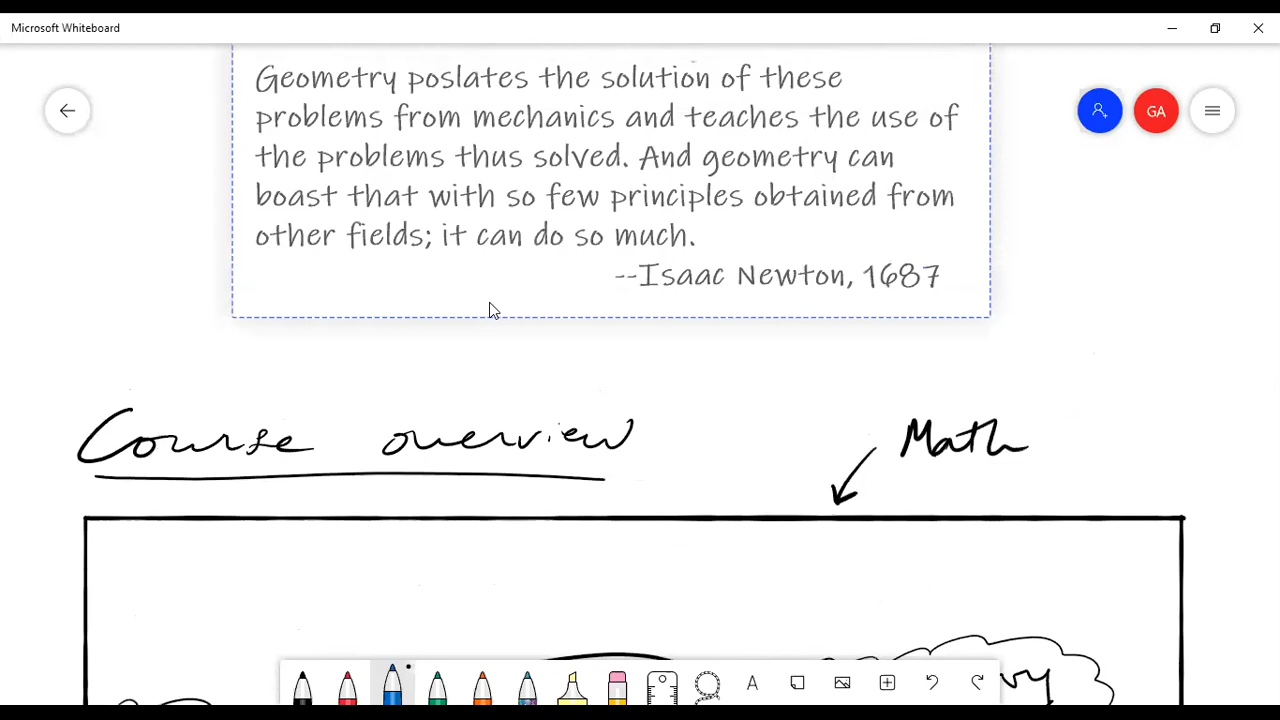 Microsoft Whiteboard
Geometry poslates the solution of these
problems from mechanics and teaches the use of
the problems thus solved. And geometry can
boast that with so few principles obtained from
other fields; it can do so much.
--Isaac Newton, 1687
GA
Course overview
Math
A